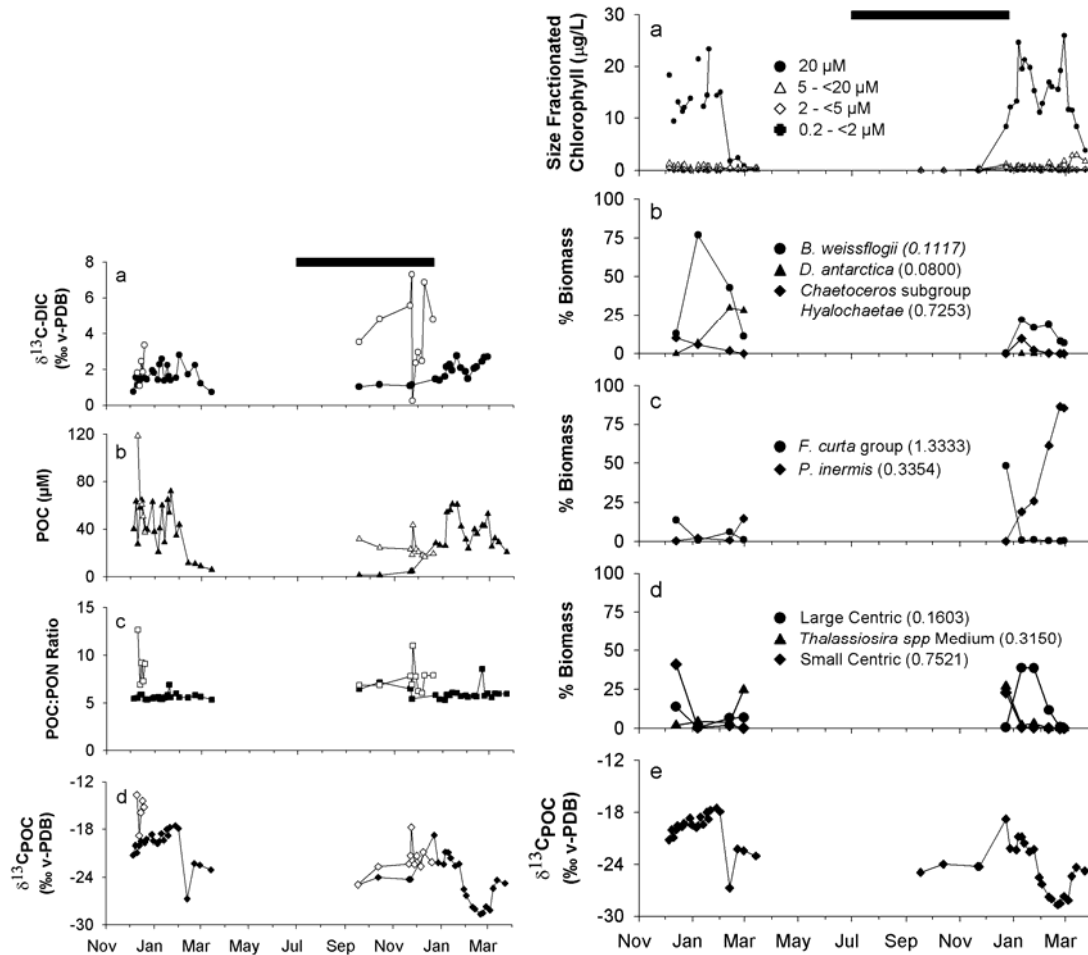 a
δ13C-DIC
(‰ v-PDB)
8
6
4
2
0
b
POC (µM)
120
80
40
0
c
POC:PON Ratio
15
10
5
0
d
δ13CPOC
(‰ v-PDB)
-12
-18
-24
-30
Nov Jan Mar May Jul Sep Nov Jan Mar
a
Size Fractionated
Chlorophyll (µg/L)
30
20
10
0
20 µM
5 - <20 µM
2 - <5 µM
0.2 - <2 µM
b
% Biomass
100
75
50
25
0
B. weissflogii (0.1117)
D. antarctica (0.0800)
Chaetoceros subgroup
Hyalochaetae (0.7253)
c
% Biomass
100
75
50
25
0
F. curta group (1.3333)
P. inermis (0.3354)
d
% Biomass
100
75
50
25
0
Large Centric (0.1603)
Thalassiosira spp Medium (0.3150)
Small Centric (0.7521)
e
δ13CPOC
(‰ v-PDB)
-12
-18
-24
-30
Nov Jan Mar May Jul Sep Nov Jan Mar